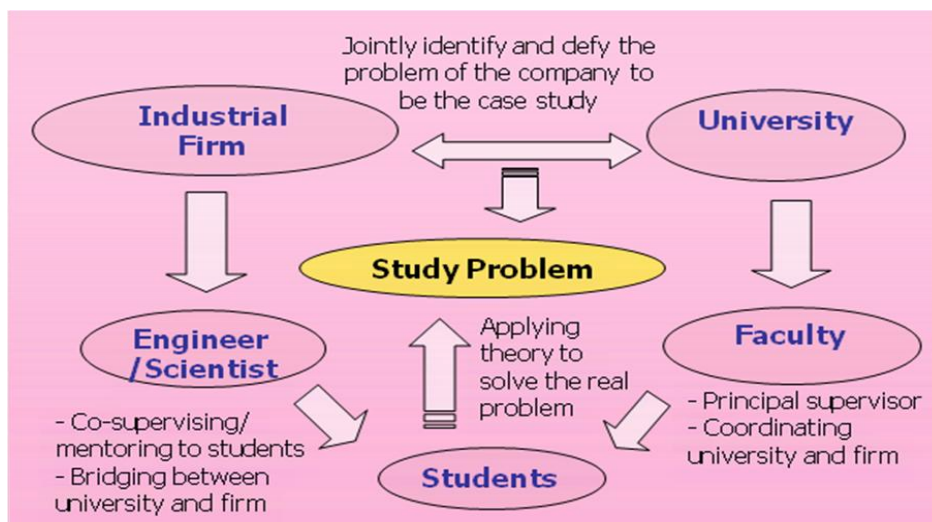 Jointly identify and defy the
problem of the company to
be the case study
Industrial
Firm
University
Study Problem
Engineer
/Scientist
Applying
theory to
solve the real
problem
Faculty
- Co-supervising/
mentoring to students
- Bridging between
university and firm
- Principal supervisor
- Coordinating
university and firm
Students